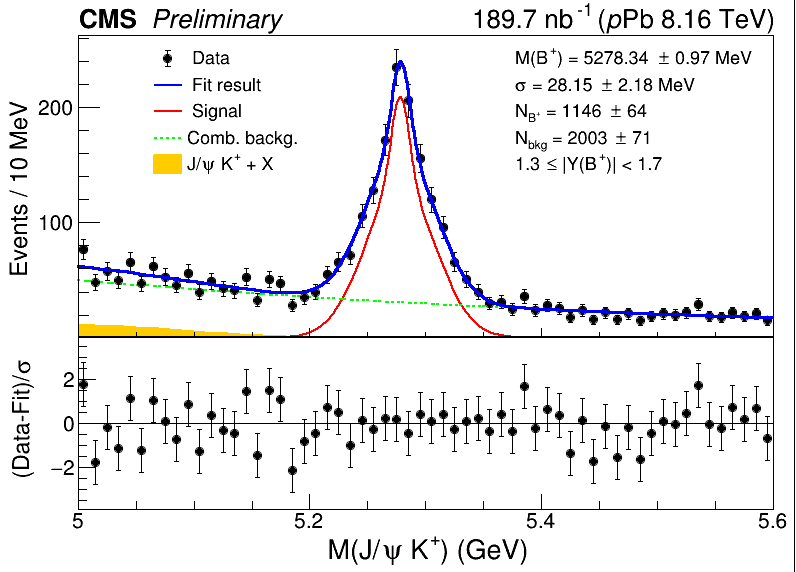 CMS Preliminary 189.7 nb⁻¹ (pPb 8.16 TeV)
Data
Fit result
Signal
Comb. backg.
J/ψ K⁺ + X
M(B⁺) = 5278.34 ± 0.97 MeV
σ = 28.15 ± 2.18 MeV
N_B⁺ = 1146 ± 64
N_bkg = 2003 ± 71
1.3 ≤ |Y(B⁺)| < 1.7
Events / 10 MeV
200
100
(Data-Fit)/σ
2
0
−2
5 5.2 5.4 5.6
M(J/ψ K⁺) (GeV)